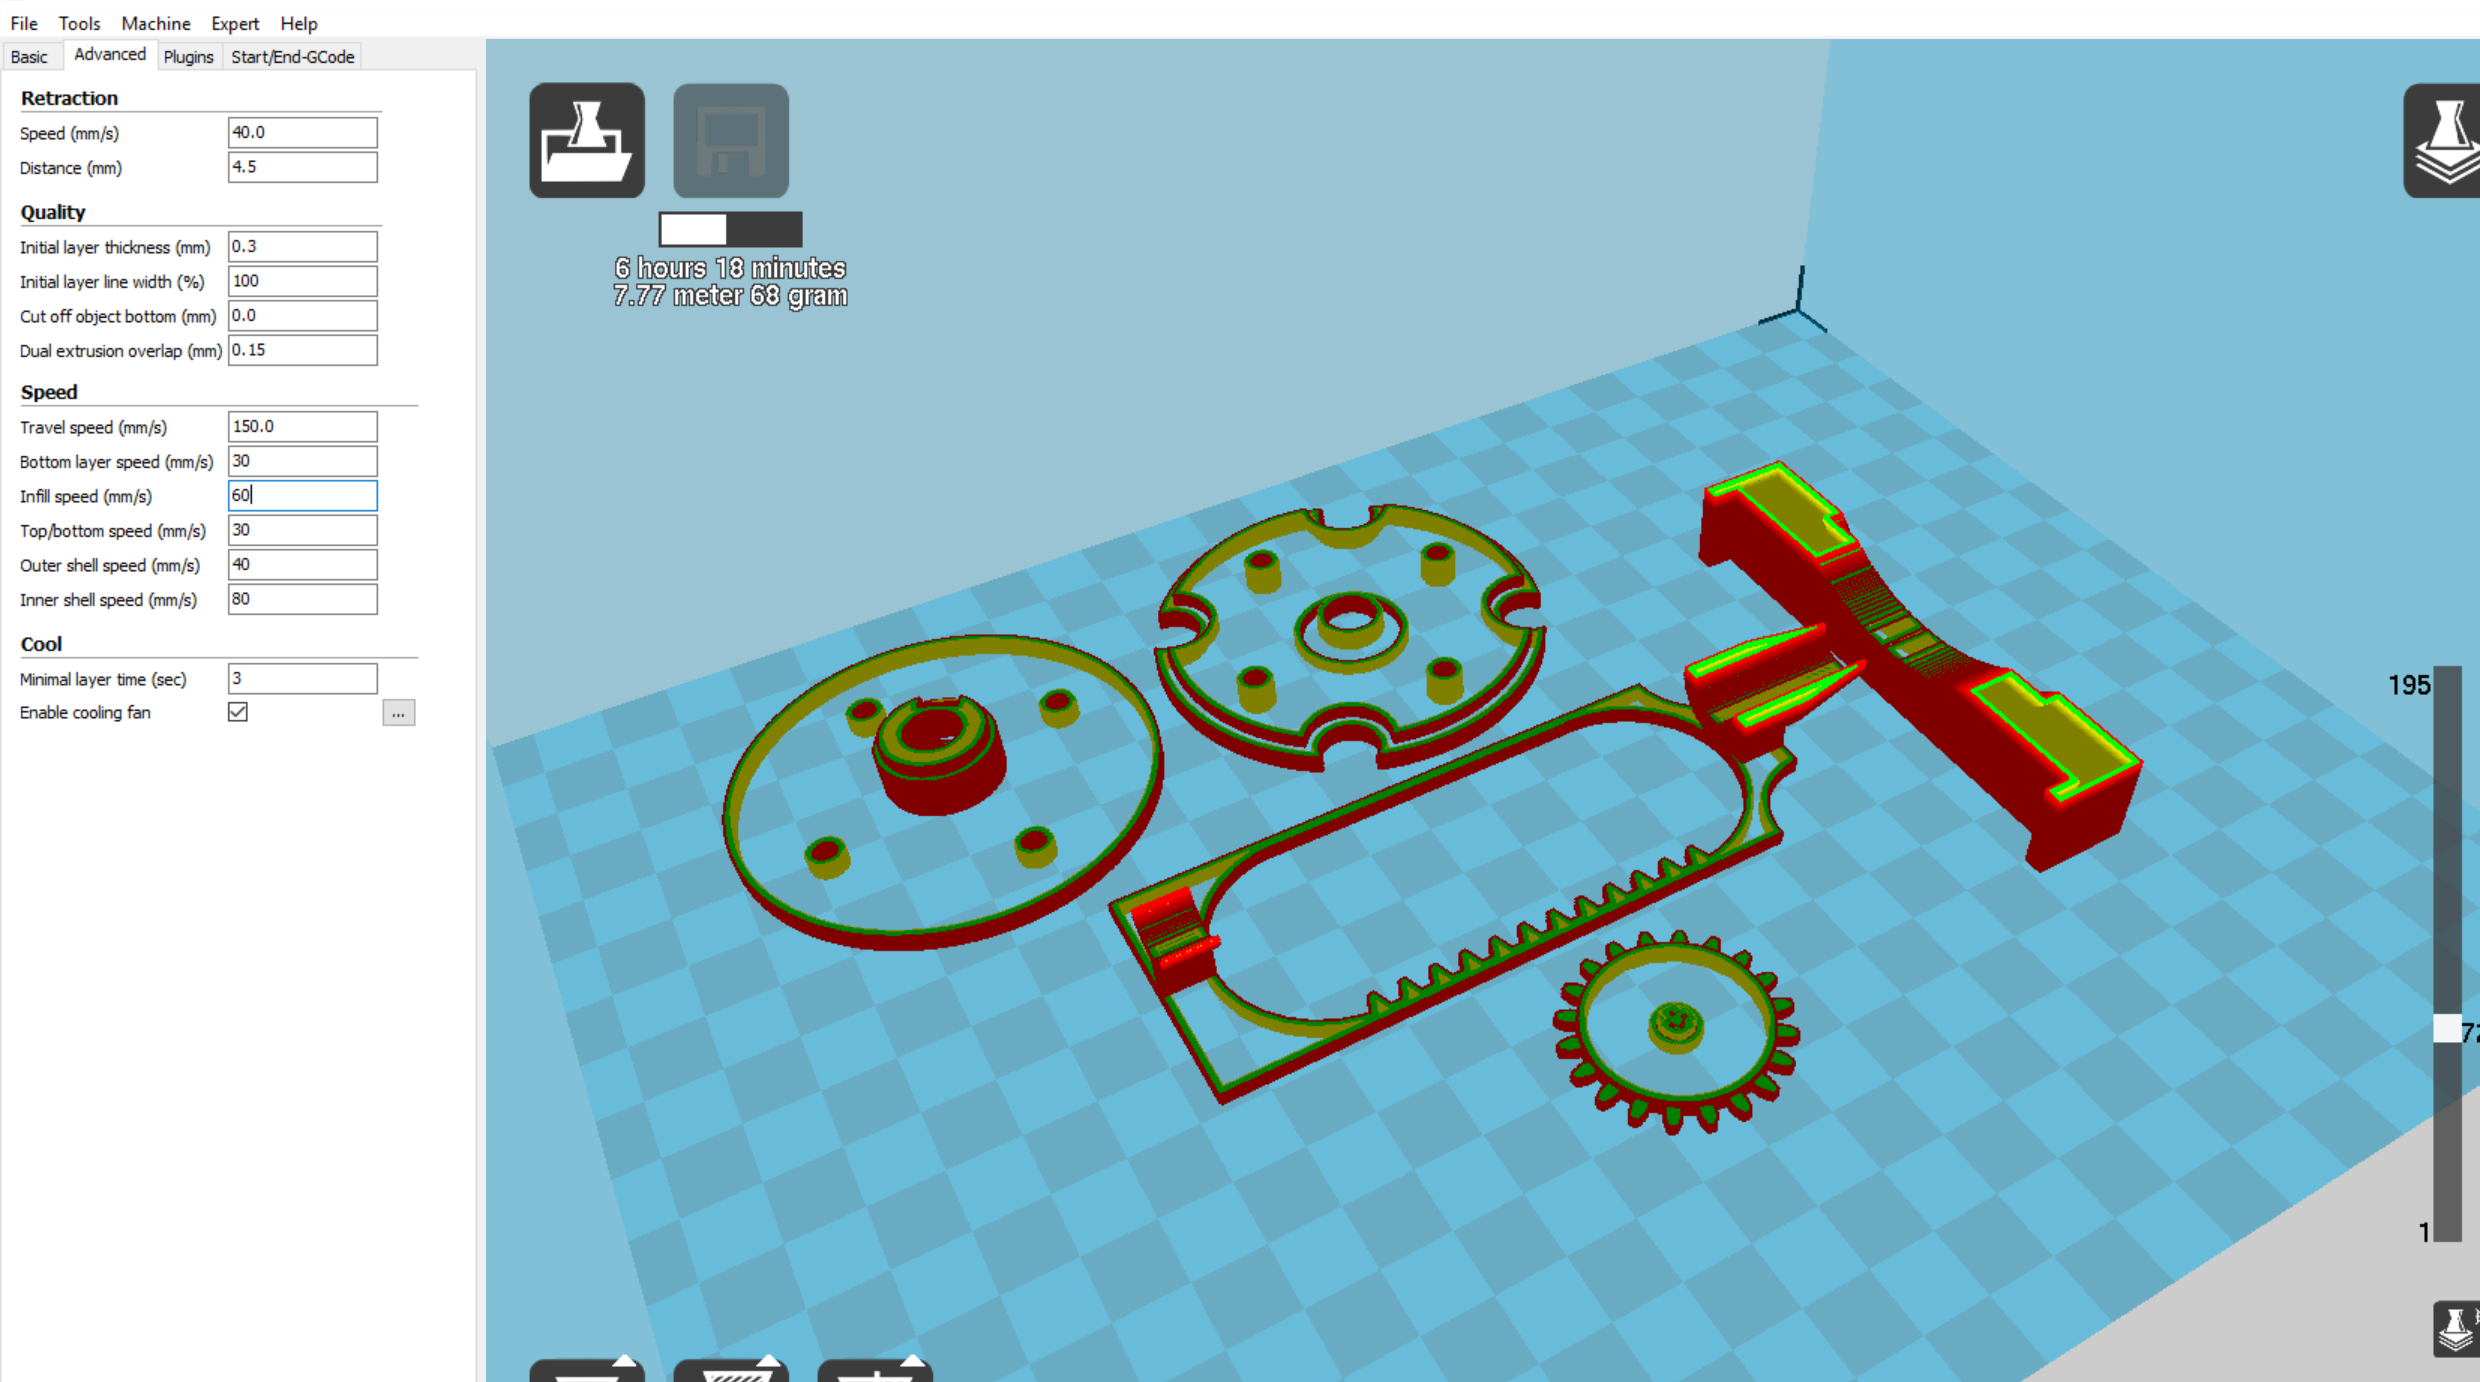 File Tools Machine Expert Help
Basic Advanced Plugins Start/End-GCode
Retraction
Speed (mm/s) 40.0
Distance (mm) 4.5
Quality
Initial layer thickness (mm) 0.3
Initial layer line width (%) 100
Cut off object bottom (mm) 0.0
Dual extrusion overlap (mm) 0.15
Speed
Travel speed (mm/s) 150.0
Bottom layer speed (mm/s) 30
Infill speed (mm/s) 60
Top/bottom speed (mm/s) 30
Outer shell speed (mm/s) 40
Inner shell speed (mm/s) 80
Cool
Minimal layer time (sec) 3
Enable cooling fan ...
6 hours 18 minutes
7.77 meter 68 gram
195
1